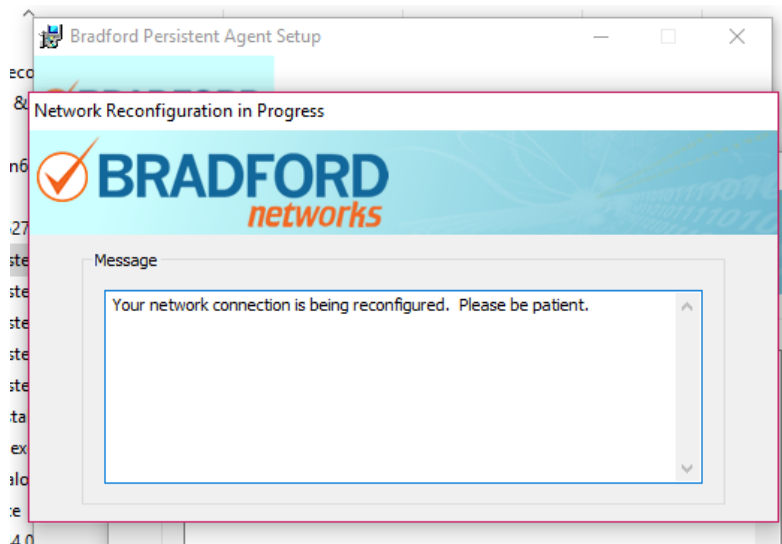 Bradford Persistent Agent Setup
Network Reconfiguration in Progress
BRADFORD
networks
Message
Your network connection is being reconfigured. Please be patient.